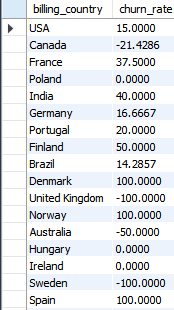 billing_country churn_rate
USA 15.0000
Canada -21.4286
France 37.5000
Poland 0.0000
India 40.0000
Germany 16.6667
Portugal 20.0000
Finland 50.0000
Brazil 14.2857
Denmark 100.0000
United Kingdom -100.0000
Norway 100.0000
Australia -50.0000
Hungary 0.0000
Ireland 0.0000
Sweden -100.0000
Spain 100.0000